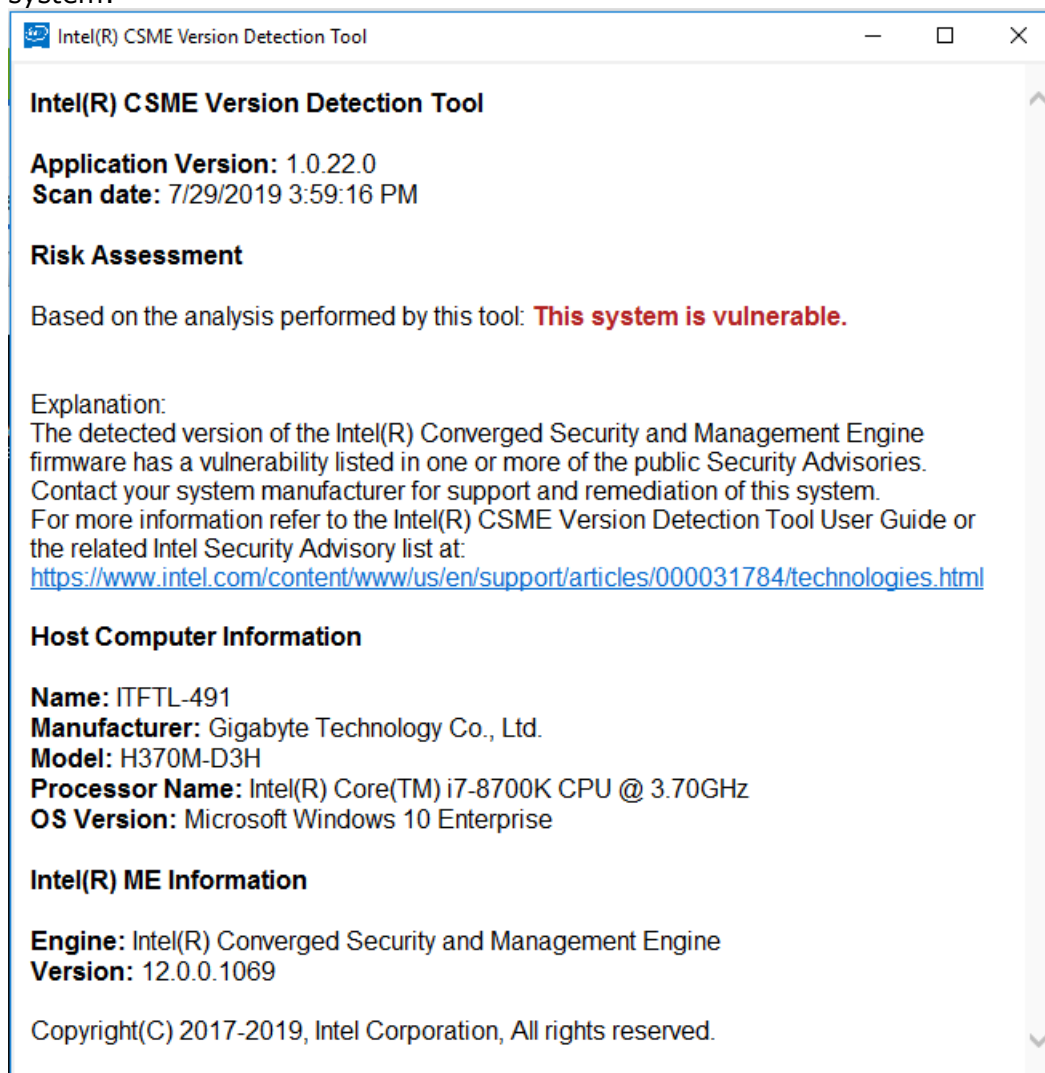 system.
Intel(R) CSME Version Detection Tool
Intel(R) CSME Version Detection Tool
Application Version: 1.0.22.0
Scan date: 7/29/2019 3:59:16 PM
Risk Assessment
Based on the analysis performed by this tool: This system is vulnerable.
Explanation:
The detected version of the Intel(R) Converged Security and Management Engine
firmware has a vulnerability listed in one or more of the public Security Advisories.
Contact your system manufacturer for support and remediation of this system.
For more information refer to the Intel(R) CSME Version Detection Tool User Guide or
the related Intel Security Advisory list at:
https://www.intel.com/content/www/us/en/support/articles/000031784/technologies.html
Host Computer Information
Name: ITFTL-491
Manufacturer: Gigabyte Technology Co., Ltd.
Model: H370M-D3H
Processor Name: Intel(R) Core(TM) i7-8700K CPU @ 3.70GHz
OS Version: Microsoft Windows 10 Enterprise
Intel(R) ME Information
Engine: Intel(R) Converged Security and Management Engine
Version: 12.0.0.1069
Copyright(C) 2017-2019, Intel Corporation, All rights reserved.